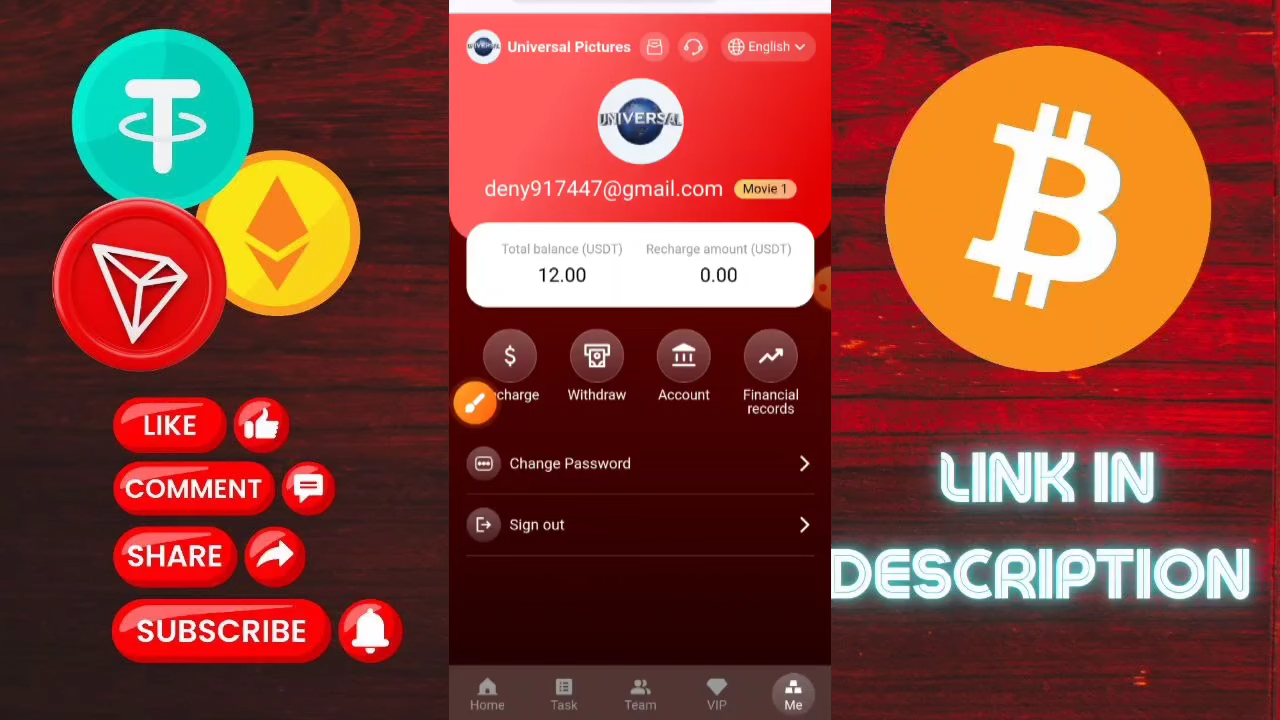 LIKE
COMMENT
SHARE
SUBSCRIBE
UNIVERSAL
Universal Pictures
English
UNIVERSAL
deny917447@gmail.com
Movie 1
Total balance (USDT)
Recharge amount (USDT)
12.00
0.00
charge
Withdraw
Account
Financial
records
Change Password
Sign out
Home
Task
Team
VIP
Me
LINK IN
DESCRIPTION